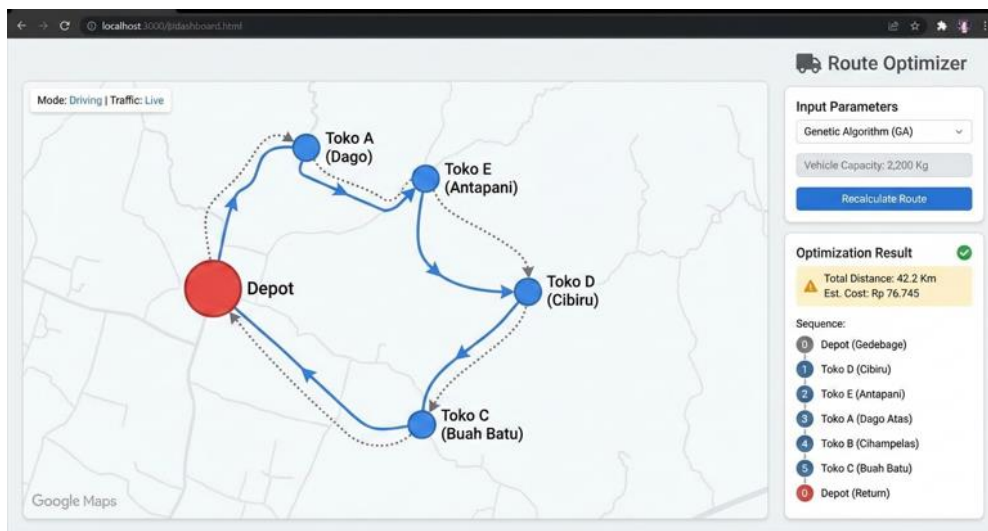 localhost:3000/l/dashboard.html
Route Optimizer
Mode: Driving | Traffic: Live
Toko A
(Dago)
Toko E
(Antapani)
Depot
Toko D
(Cibiru)
Toko C
(Buah Batu)
Google Maps
Input Parameters
Genetic Algorithm (GA)
Vehicle Capacity: 2,200 Kg
Recalculate Route
Optimization Result
Total Distance: 42.2 Km
Est. Cost: Rp 76.745
Sequence:
0 Depot (Gedebage)
1 Toko D (Cibiru)
2 Toko E (Antapani)
3 Toko A (Dago Atas)
4 Toko B (Cihampelas)
5 Toko C (Buah Batu)
0 Depot (Return)